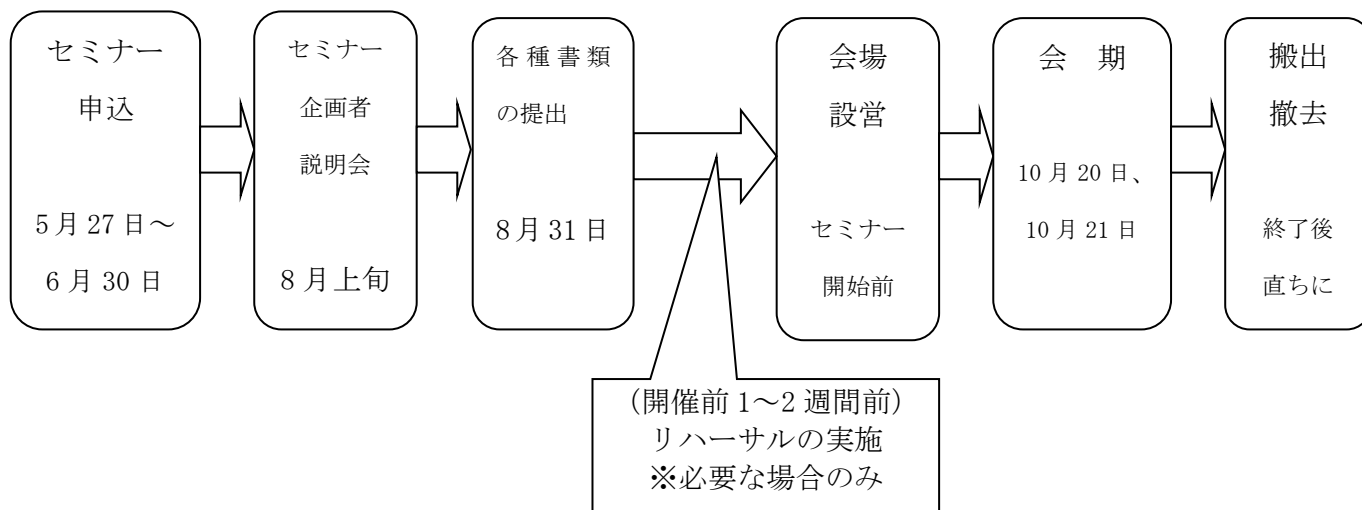 セミナー
申込
5月27日～
6月30日
セミナー
企画者
説明会
8月上旬
各種書類
の提出
8月31日
会場
設営
セミナー
開始前
会　期
10月20日、
10月21日
搬出
撤去
終了後
直ちに
(開催前1～2週間前)
リハーサルの実施
※必要な場合のみ